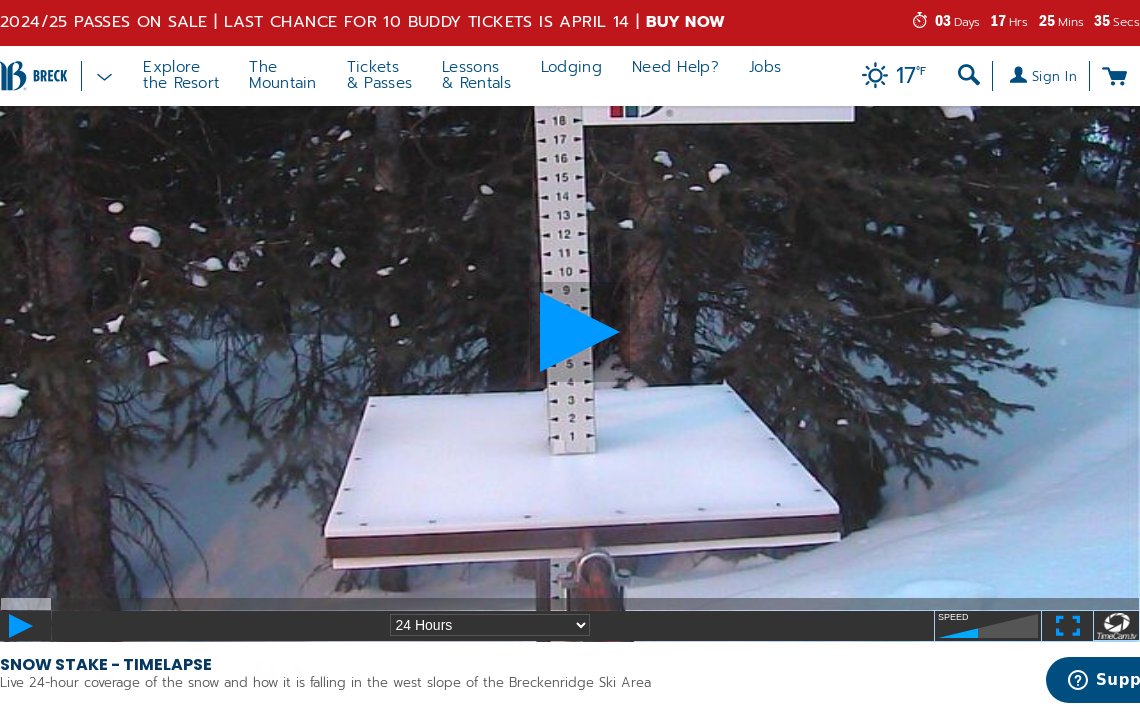 2024/25 PASSES ON SALE | LAST CHANCE FOR 10 BUDDY TICKETS IS APRIL 14 | BUY NOW
03 Days 17 Hrs 25 Mins 35 Secs
BRECK
Explore
the Resort
The
Mountain
Tickets
& Passes
Lessons
& Rentals
Lodging
Need Help?
Jobs
17°F
Sign In
18
17
16
15
14
13
12
11
10
9
5
4
3
2
1
24 Hours
SPEED
TimeCam.tv
SNOW STAKE - TIMELAPSE
Live 24-hour coverage of the snow and how it is falling in the west slope of the Breckenridge Ski Area
Supp